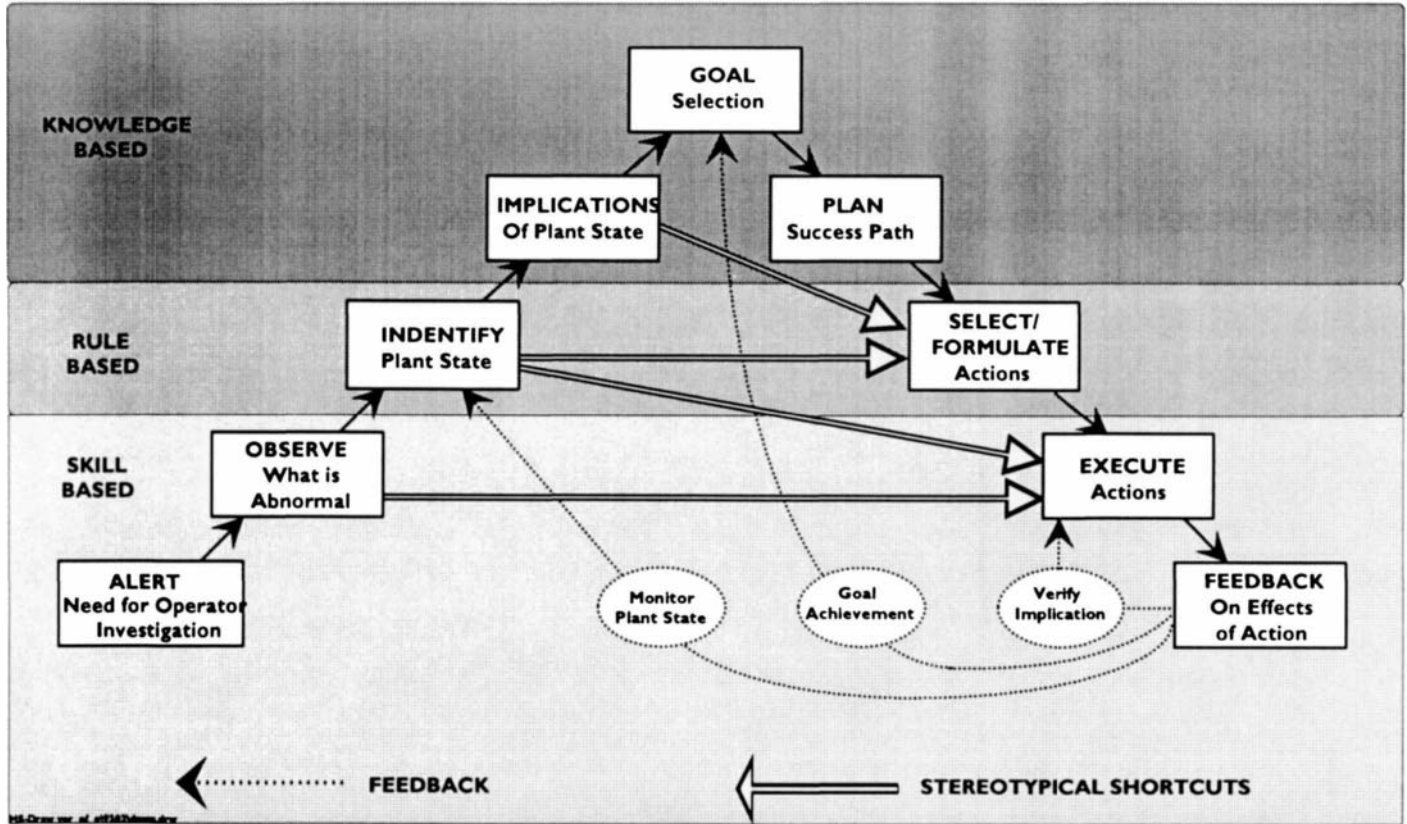 GOAL
Selection
KNOWLEDGE
BASED
IMPLICATIONS
Of Plant State
PLAN
Success Path
RULE
BASED
INDENTIFY
Plant State
SELECT/
FORMULATE
Actions
SKILL
BASED
OBSERVE
What is
Abnormal
EXECUTE
Actions
ALERT
Need for Operator
Investigation
Monitor
Plant State
Goal
Achievement
Verify
Implication
FEEDBACK
On Effects
of Action
FEEDBACK
STEREOTYPICAL SHORTCUTS